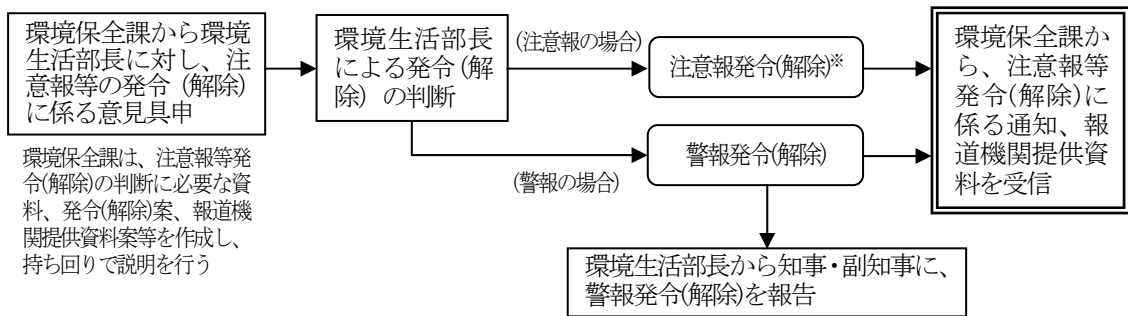 環境保全課から環境
生活部長に対し、注
意報等の発令(解除)
に係る意見具申
環境保全課は、注意報等発
令(解除)の判断に必要な資
料、発令(解除)案、報道機
関提供資料案等を作成し、
持ち回りで説明を行う
環境生活部長
による発令(解
除)の判断
(注意報の場合)
注意報発令(解除)※
(警報の場合)
警報発令(解除)
環境生活部長から知事・副知事に、
警報発令(解除)を報告
環境保全課か
ら、注意報等
発令(解除)に
係る通知、報
道機関提供資
料を受信